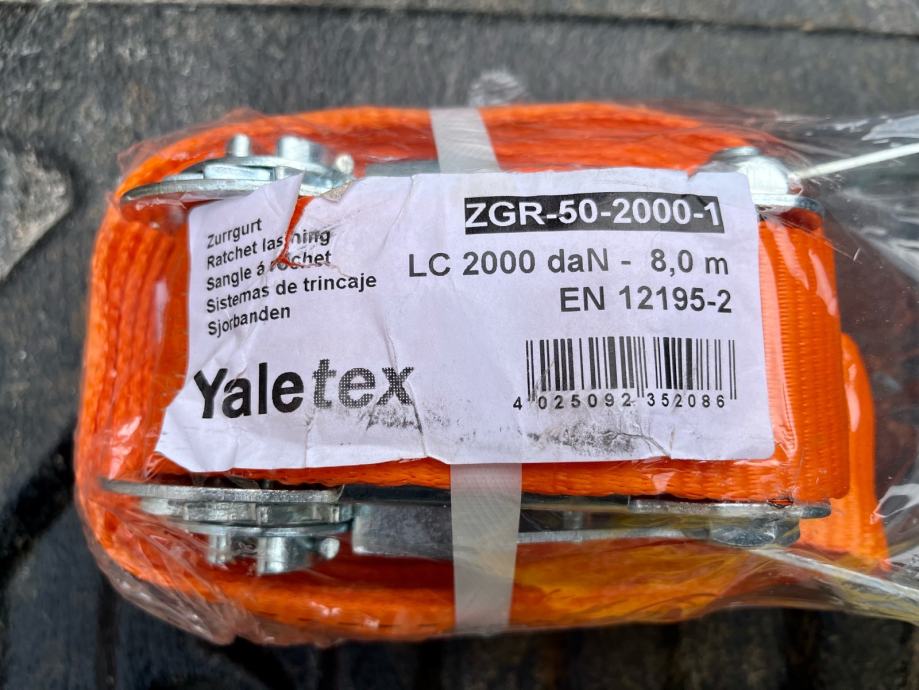 Zurrgurt
Ratchet lashing
Sangle á rochet
Sistemas de trincaje
Sjorbanden
ZGR-50-2000-1
LC 2000 daN - 8,0 m
EN 12195-2
Yaletex
4 025092 352086